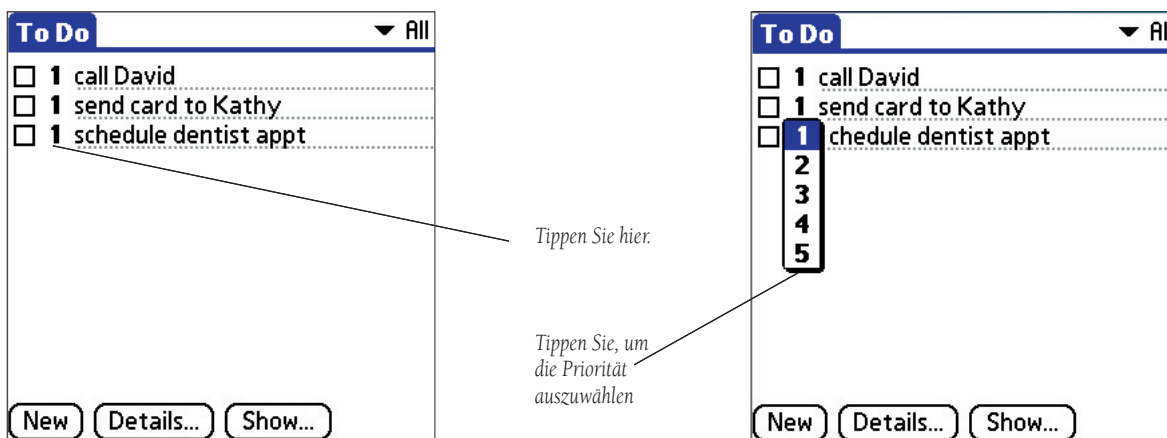 To Do
All
1 call David
1 send card to Kathy
1 schedule dentist appt
New Details... Show...
Tippen Sie hier.
Tippen Sie, um
die Priorität
auszuwählen
To Do
Al
1 call David
1 send card to Kathy
1 chedule dentist appt
2
3
4
5
New Details... Show...